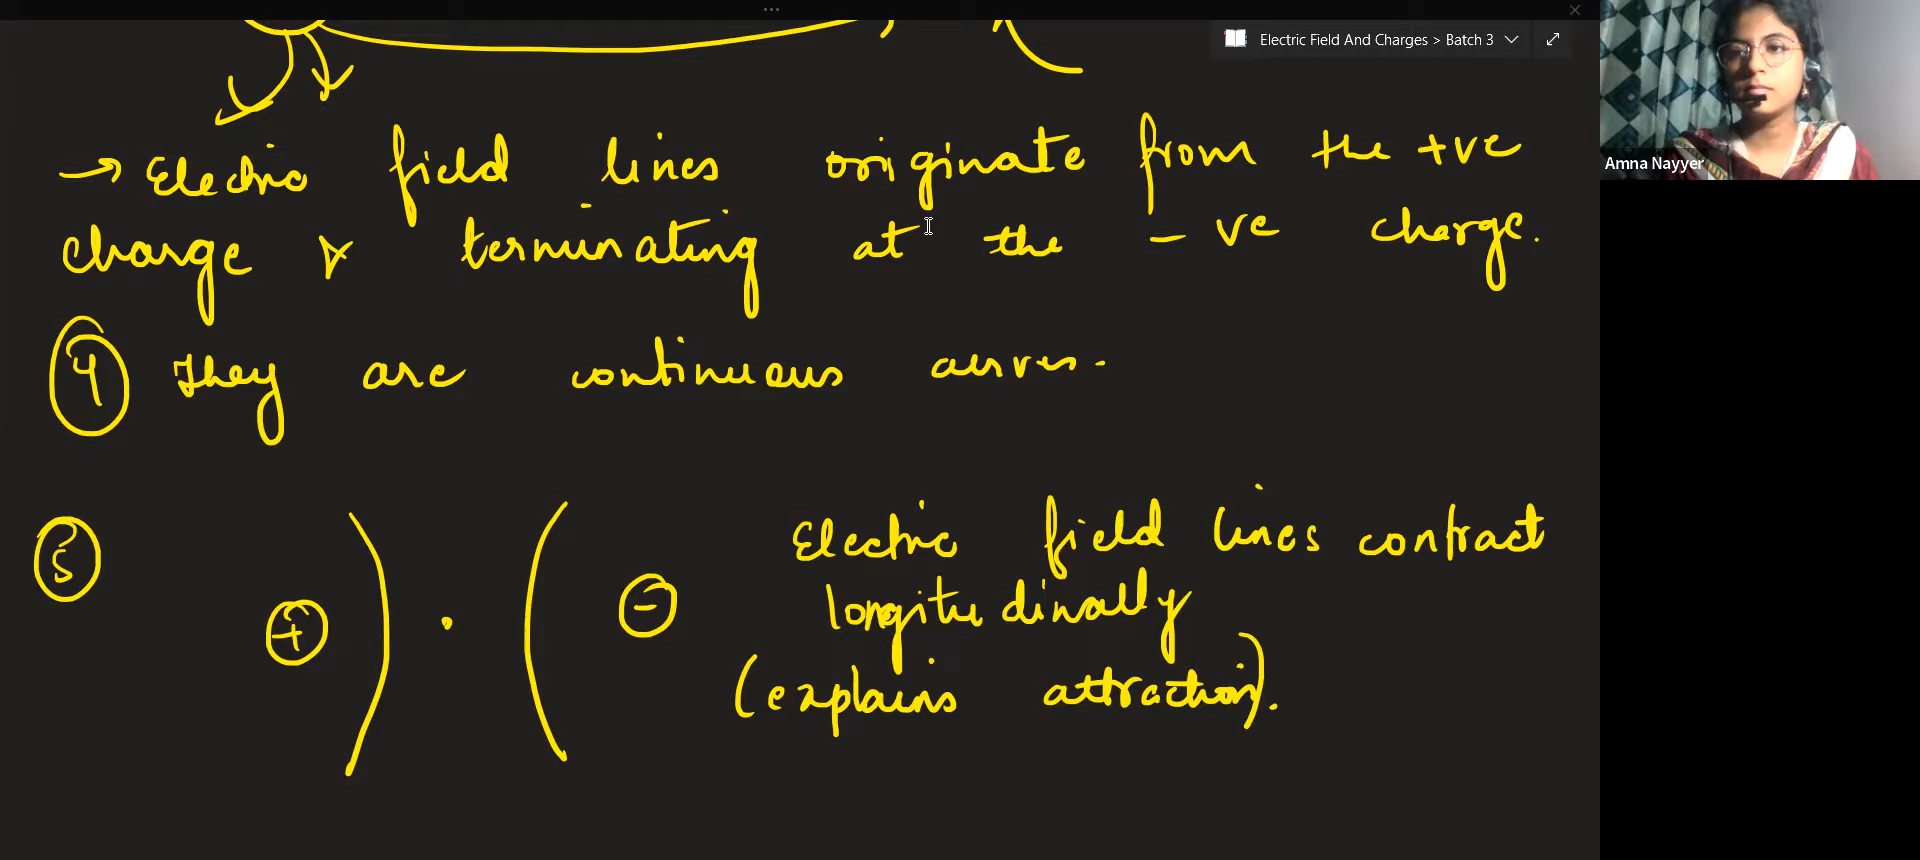 Electric Field And Charges > Batch 3
Amna Nayyer
→ Electric field lines originate from the +ve
charge & terminating at the - ve charge.
4 They are continuous curves.
5
+ · -
Electric field lines contract
longitudinally
(explains attraction).